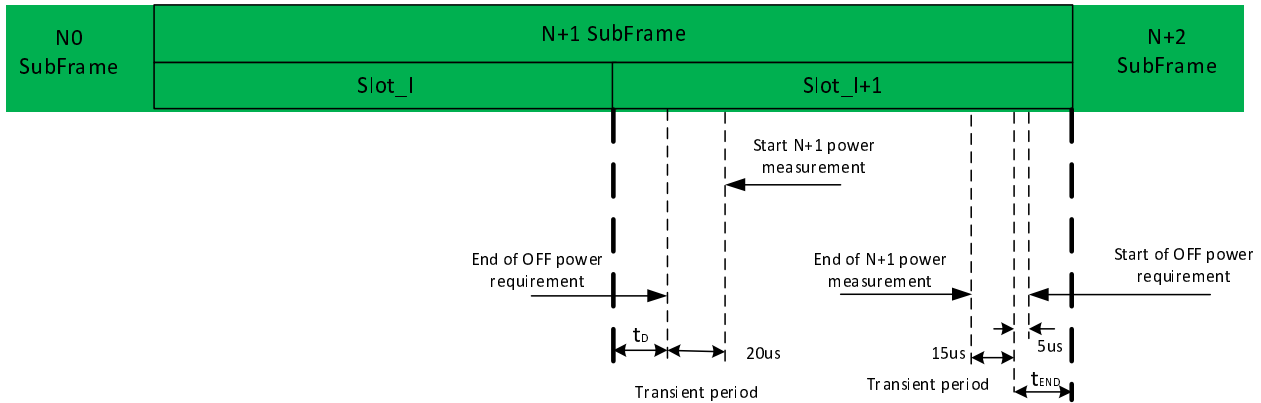 N0
SubFrame
N+1 SubFrame
N+2
SubFrame
Slot_I
Slot_I+1
Start N+1 power
measurement
End of OFF power
requirement
End of N+1 power
measurement
Start of OFF power
requirement
tD
20us
15us
5us
Transient period
Transient period
tEND